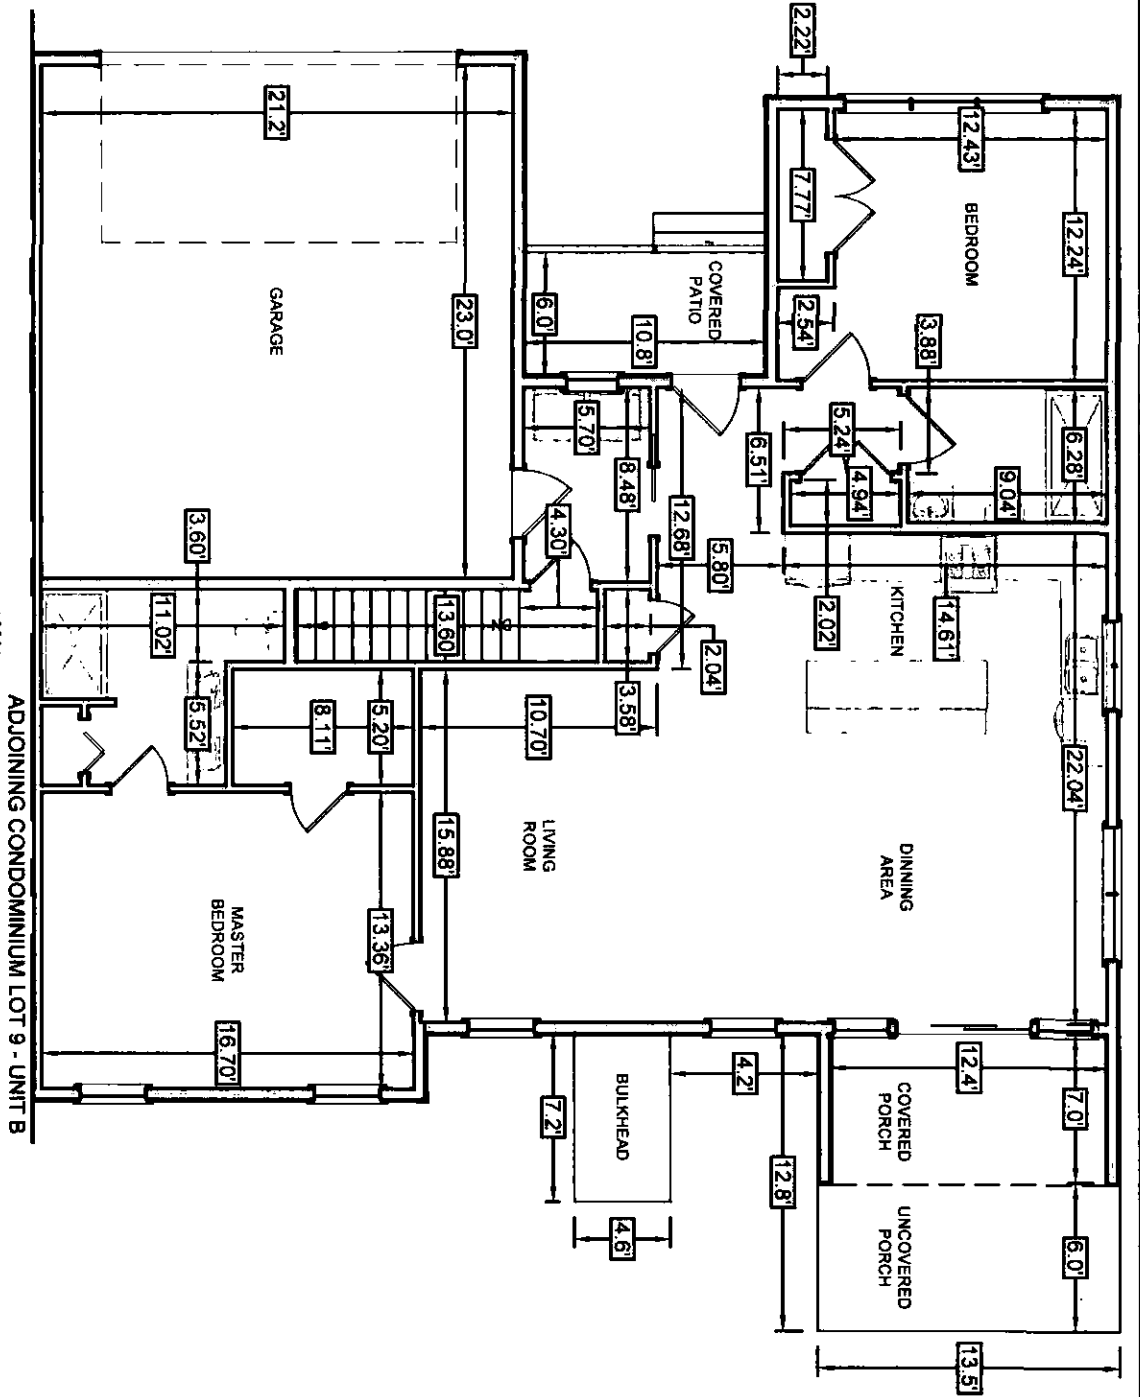 2.22'
12.43'
12.24'
7.77'
BEDROOM
21.2'
23.0'
GARAGE
COVERED
PATIO
6.0'
10.8'
2.54'
3.88'
5.24'
6.51'
6.28'
9.04'
4.94'
2.02'
5.70'
8.48'
12.68'
4.30'
5.80'
KITCHEN
14.61'
3.60'
11.02'
13.60
2.04'
3.58'
10.70'
5.52'
8.11'
5.20'
22.04'
15.88'
LIVING
ROOM
DINNING
AREA
13.36'
MASTER
BEDROOM
16.70'
7.2'
BULKHEAD
4.6'
4.2'
12.8'
12.4'
7.0'
COVERED
PORCH
UNCOVERED
PORCH
6.0'
13.5'
ADJOINING CONDOMINIUM LOT 9 - UNIT B